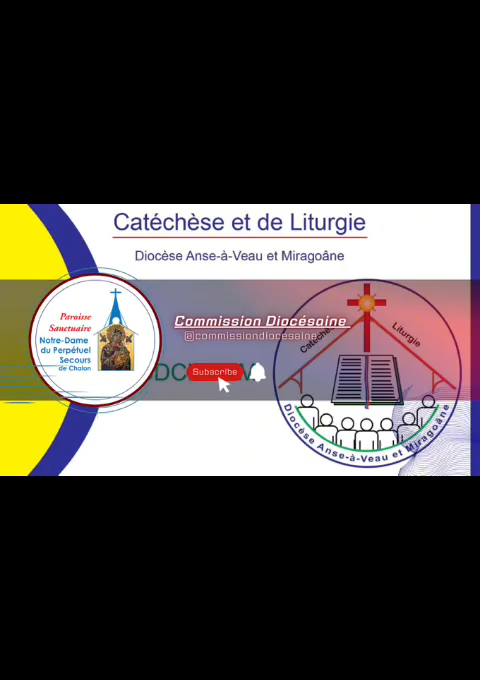 Catéchèse et de Liturgie
Diocèse Anse-à-Veau et Miragoâne
Paroisse
Sanctuaire
Notre-Dame
du Perpétuel
Secours
de Chalon
Commission Diocésaine
@commissiondiocesaine
Subscribe
Liturgie
Diocèse Anse-à-Veau et Miragoâne